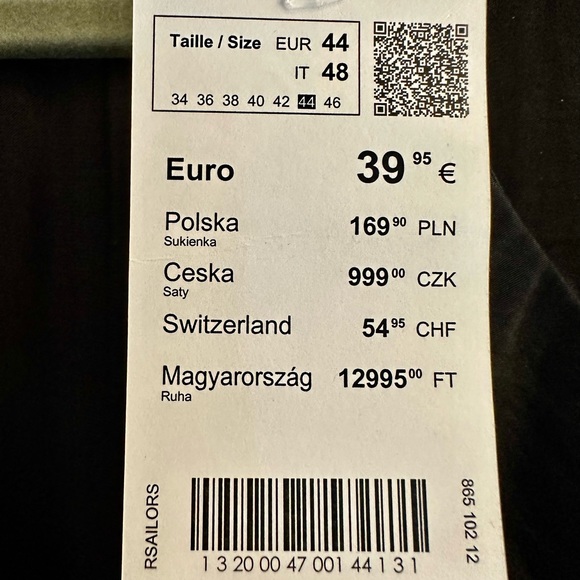 Taille / Size EUR 44
IT 48
34 36 38 40 42 44 46
Euro 39 95 €
Polska 169 90 PLN
Sukienka
Ceska 999 00 CZK
Saty
Switzerland 54 95 CHF
Magyarország 12995 00 FT
Ruha
RSAILORS
865 102 12
1 3 20 00 47 001 44 1 3 1